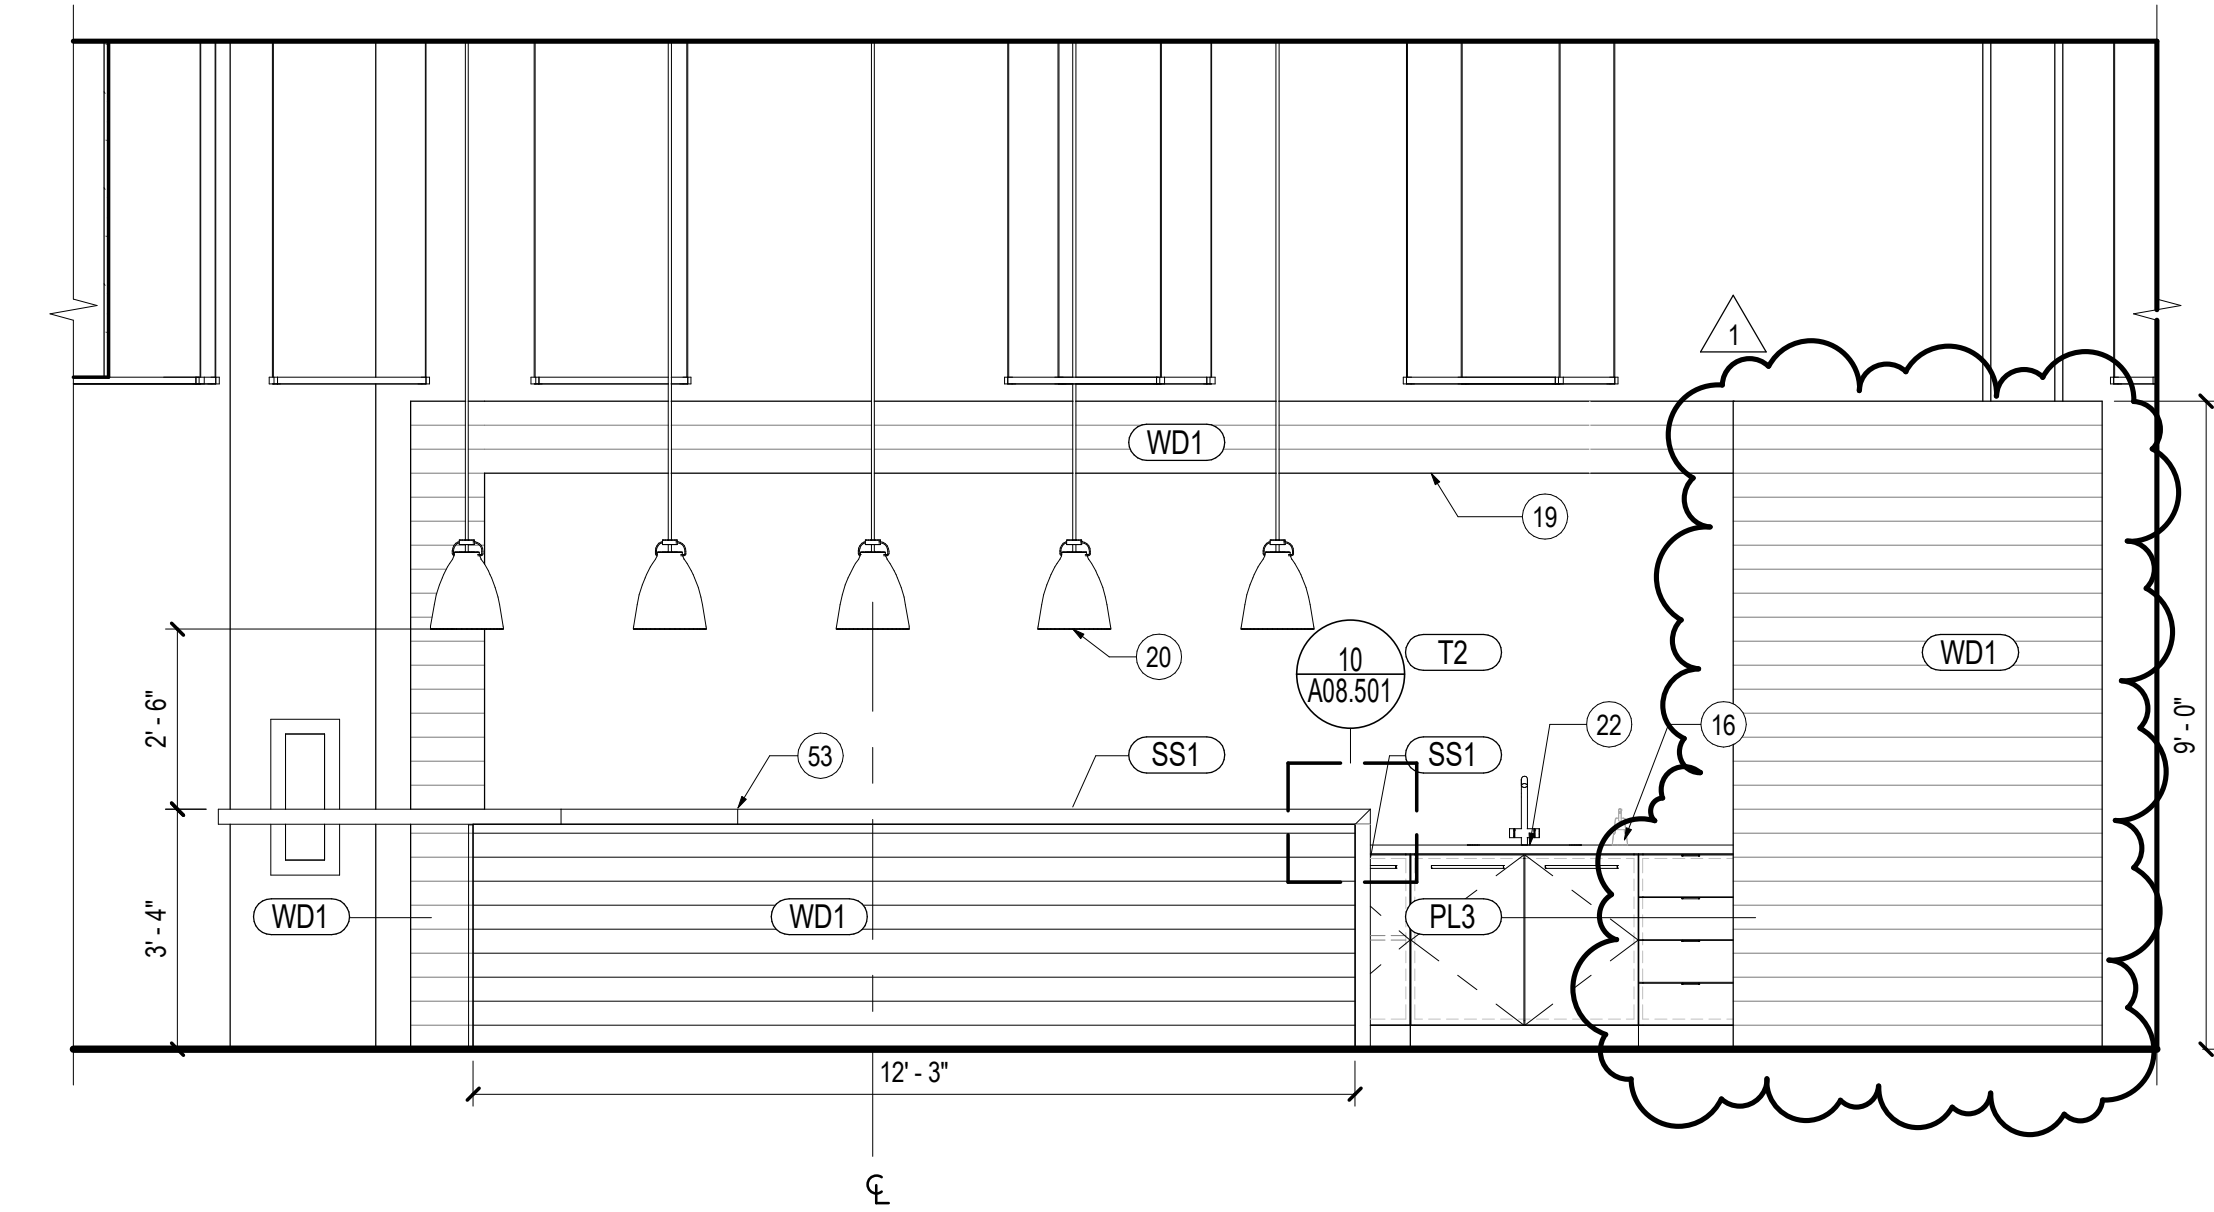 1
WD1
19
20
10
A08.501
T2
WD1
2' - 6"
9' - 0"
53
SS1
SS1
22
16
3' - 4"
WD1
WD1
PL3
12' - 3"
℄